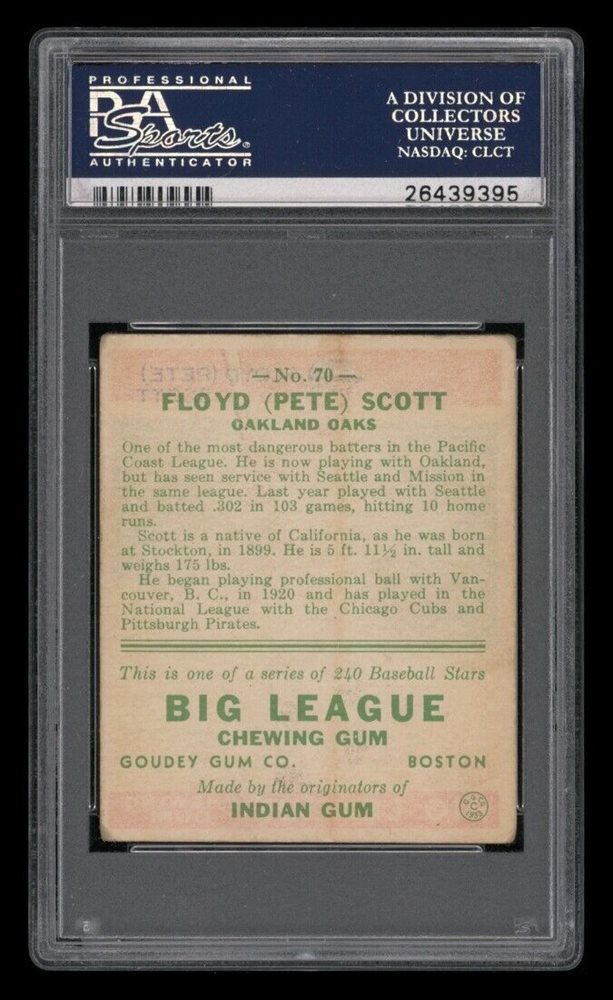 PROFESSIONAL
PSA
Sports
AUTHENTICATOR
A DIVISION OF
COLLECTORS
UNIVERSE
NASDAQ: CLCT
26439395
—No. 70—
FLOYD (PETE) SCOTT
OAKLAND OAKS
One of the most dangerous batters in the Pacific
Coast League. He is now playing with Oakland,
but has seen service with Seattle and Mission in
the same league. Last year played with Seattle
and batted .302 in 103 games, hitting 10 home
runs.
Scott is a native of California, as he was born
at Stockton, in 1899. He is 5 ft. 11½ in. tall and
weighs 175 lbs.
He began playing professional ball with Van-
couver, B. C., in 1920 and has played in the
National League with the Chicago Cubs and
Pittsburgh Pirates.
This is one of a series of 240 Baseball Stars
BIG LEAGUE
CHEWING GUM
GOUDEY GUM CO. BOSTON
Made by the originators of
INDIAN GUM